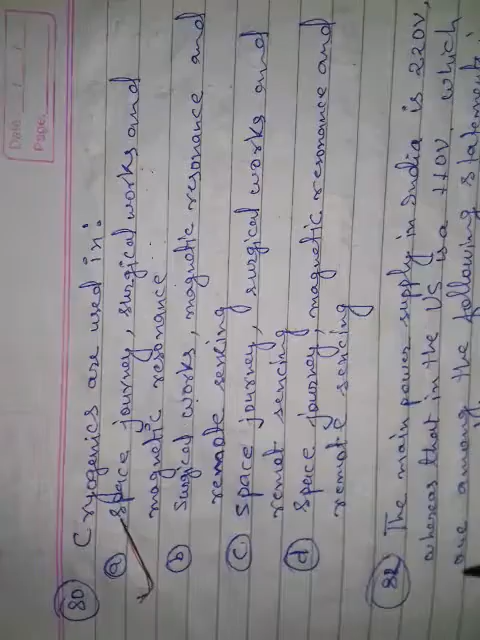 Date: / /
Page:
80 Cryogenics are used in:
a Space journey, surgical works and
magnetic resonance
b Surgical works, magnetic resonance and
remote sencing
c Space journey, surgical works and
remot sencing
d Space journey, magnetic resonance and
remote sencing
82 The main power supply in India is 220V,
whereas that in the US is a 110V. which
one among the following statements